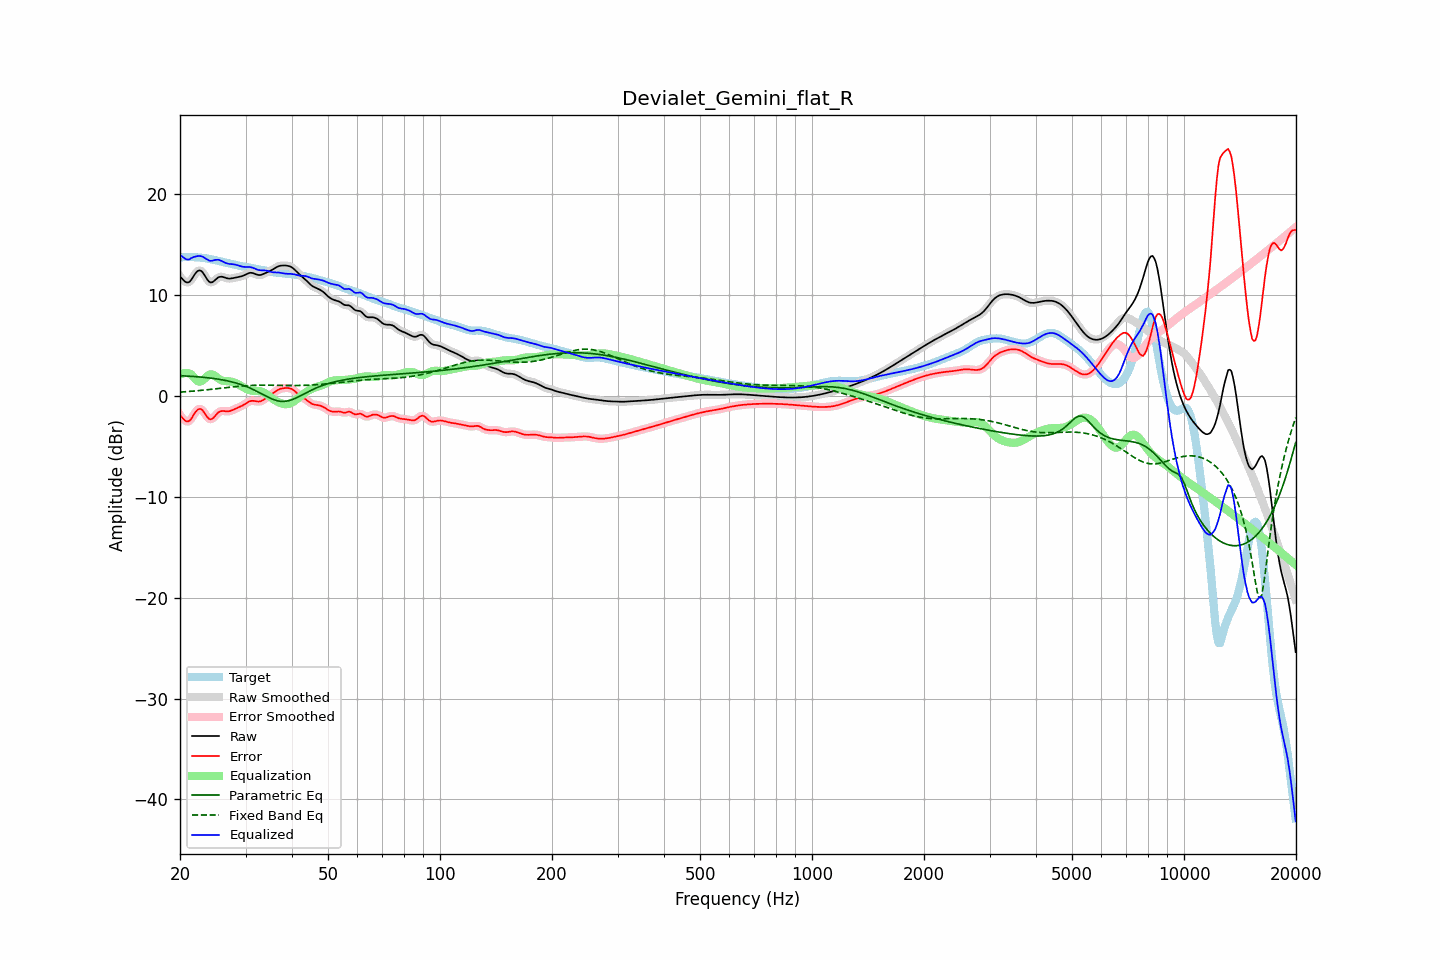 Devialet_Gemini_flat_R
Amplitude (dBr)
20
10
0
−10
−20
−30
−40
Target
Raw Smoothed
Error Smoothed
Raw
Error
Equalization
Parametric Eq
Fixed Band Eq
Equalized
20 50 100 200 500 1000 2000 5000 10000 20000
Frequency (Hz)